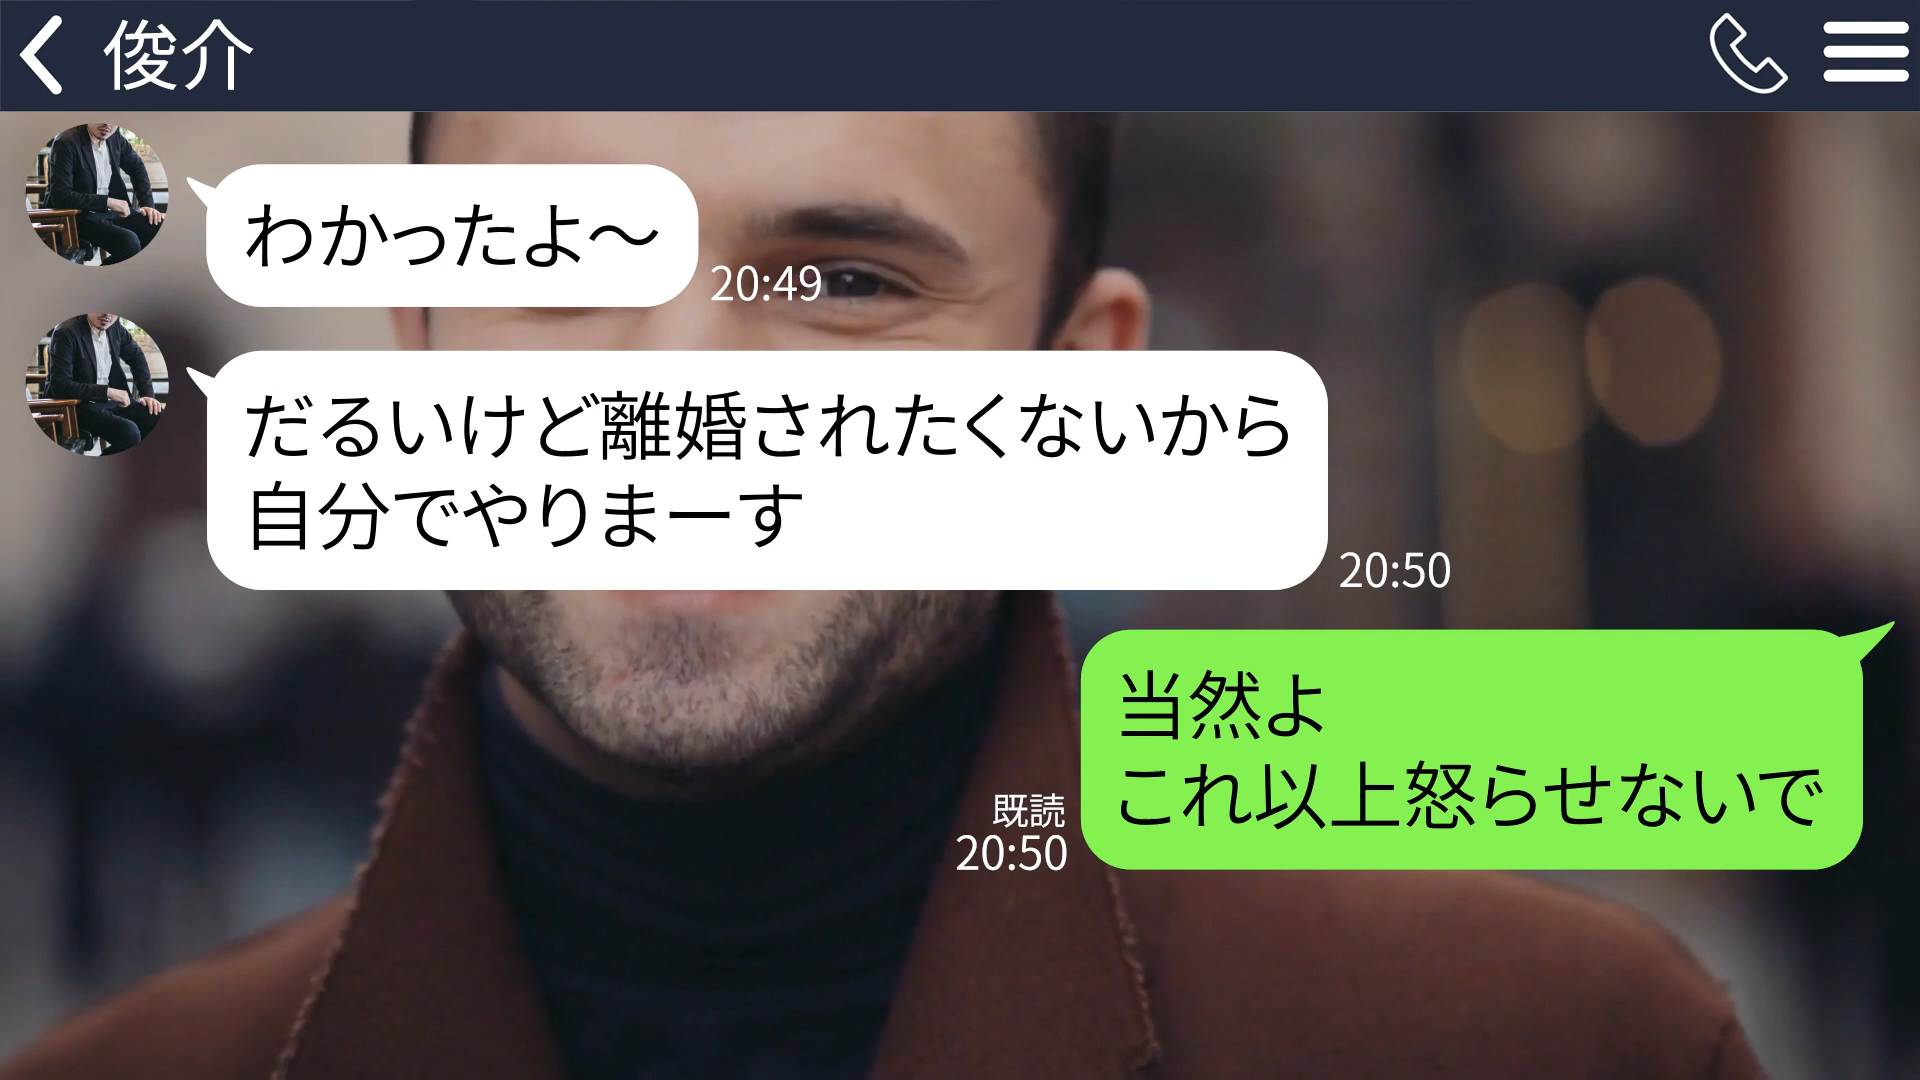 俊介
わかったよ～
20:49
だるいけど離婚されたくないから
自分でやりまーす
20:50
当然よ
これ以上怒らせないで
既読
20:50